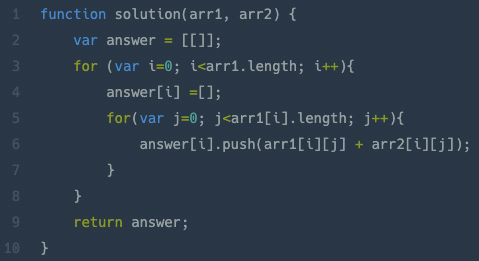 1 function solution(arr1, arr2) {
2 var answer = [[]];
3 for (var i=0; i<arr1.length; i++){
4 answer[i] =[];
5 for(var j=0; j<arr1[i].length; j++){
6 answer[i].push(arr1[i][j] + arr2[i][j]);
7 }
8 }
9 return answer;
10 }